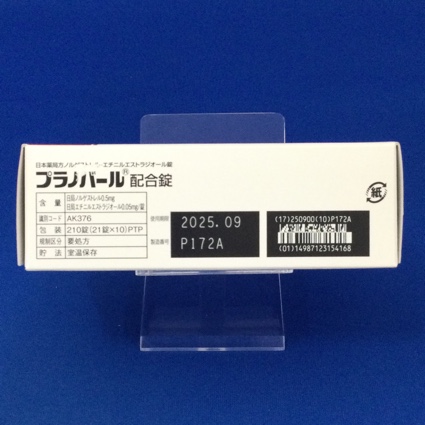 日本薬局方ノルゲストレル・エチニルエストラジオール錠
プラノバール® 配合錠
含 量 日局ノルゲストレル0.5mg
日局エチニルエストラジオール0.05mg/錠
識別コード AK376
包 装 210錠(21錠×10)PTP
規制区分 要処方
貯 法 室温保存
使用期限 2025.09
製造番号 P172A
(17)250900(10)P172A
(01)14987123154168
紙